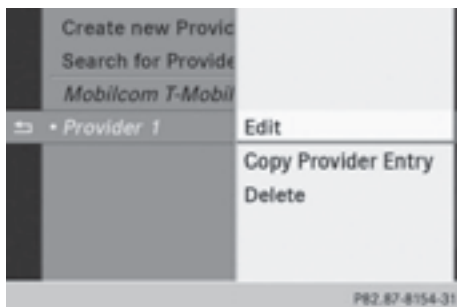 Create new Provic
Search for Provide
Mobilcom T-Mobil
• Provider 1
Edit
Copy Provider Entry
Delete
P82.87-8154-31